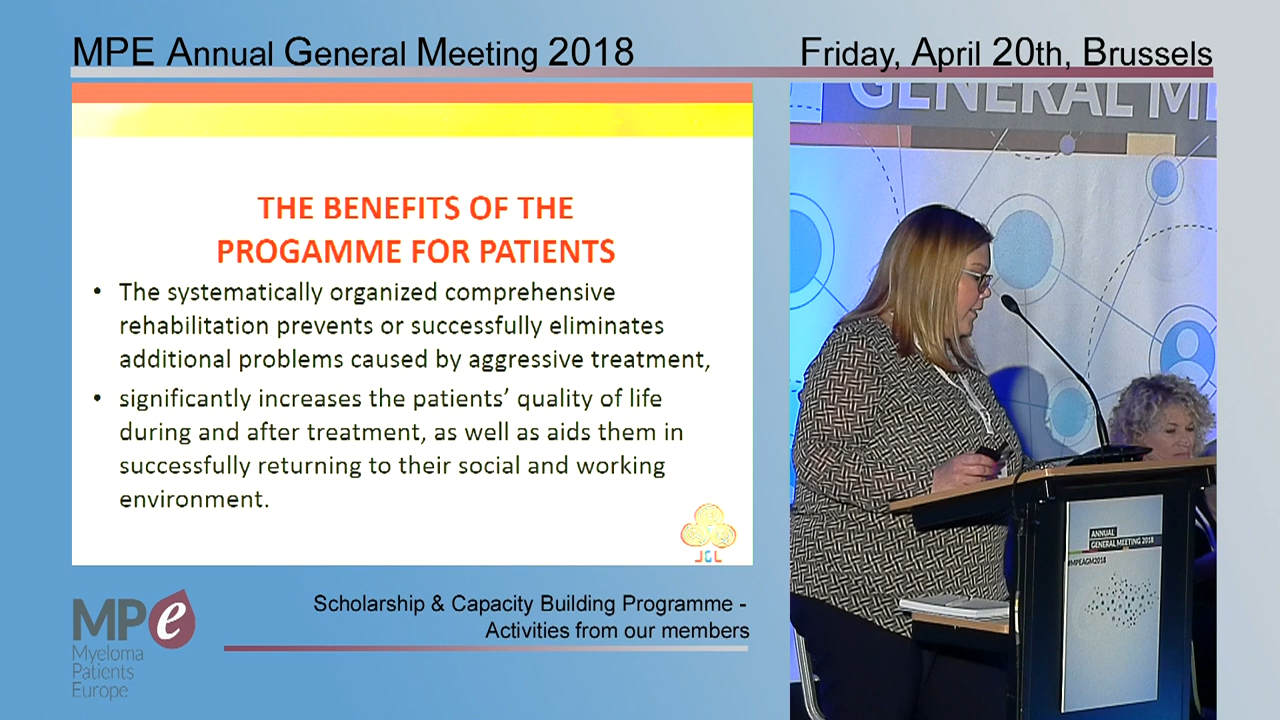 MPE Annual General Meeting 2018
Friday, April 20th, Brussels
THE BENEFITS OF THE
PROGAMME FOR PATIENTS
• The systematically organized comprehensive
rehabilitation prevents or successfully eliminates
additional problems caused by aggressive treatment,
• significantly increases the patients' quality of life
during and after treatment, as well as aids them in
successfully returning to their social and working
environment.
J&L
GENERAL ME
ANNUAL
GENERAL MEETING 2018
#MPEAGM2018
MPe
Myeloma
Patients
Europe
Scholarship & Capacity Building Programme -
Activities from our members